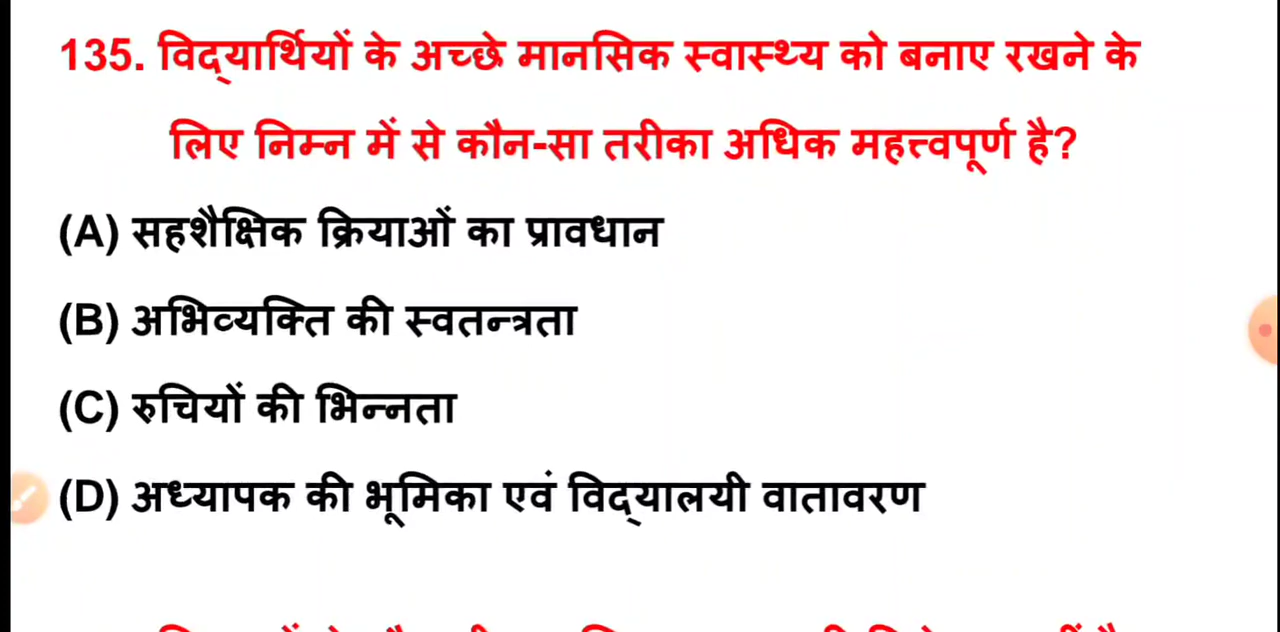 135. विद्यार्थियों के अच्छे मानसिक स्वास्थ्य को बनाए रखने के
लिए निम्न में से कौन-सा तरीका अधिक महत्त्वपूर्ण है?
(A) सहशैक्षिक क्रियाओं का प्रावधान
(B) अभिव्यक्ति की स्वतन्त्रता
(C) रुचियों की भिन्नता
(D) अध्यापक की भूमिका एवं विद्यालयी वातावरण